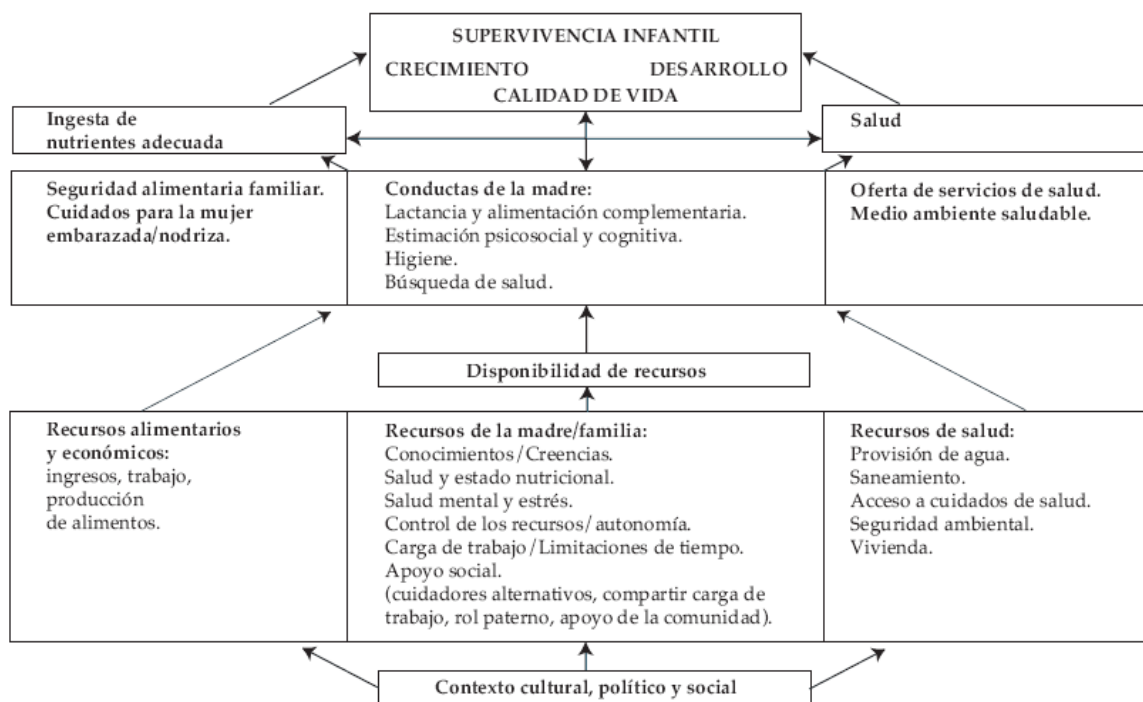 SUPERVIVENCIA INFANTIL
CRECIMIENTO DESARROLLO
CALIDAD DE VIDA
Ingesta de
nutrientes adecuada
Salud
Seguridad alimentaria familiar.
Cuidados para la mujer
embarazada/nodriza.
Conductas de la madre:
Lactancia y alimentación complementaria.
Estimación psicosocial y cognitiva.
Higiene.
Búsqueda de salud.
Oferta de servicios de salud.
Medio ambiente saludable.
Disponibilidad de recursos
Recursos alimentarios
y económicos:
ingresos, trabajo,
producción
de alimentos.
Recursos de la madre/familia:
Conocimientos/Creencias.
Salud y estado nutricional.
Salud mental y estrés.
Control de los recursos/autonomía.
Carga de trabajo/Limitaciones de tiempo.
Apoyo social.
(cuidadores alternativos, compartir carga de
trabajo, rol paterno, apoyo de la comunidad).
Recursos de salud:
Provisión de agua.
Saneamiento.
Acceso a cuidados de salud.
Seguridad ambiental.
Vivienda.
Contexto cultural, político y social